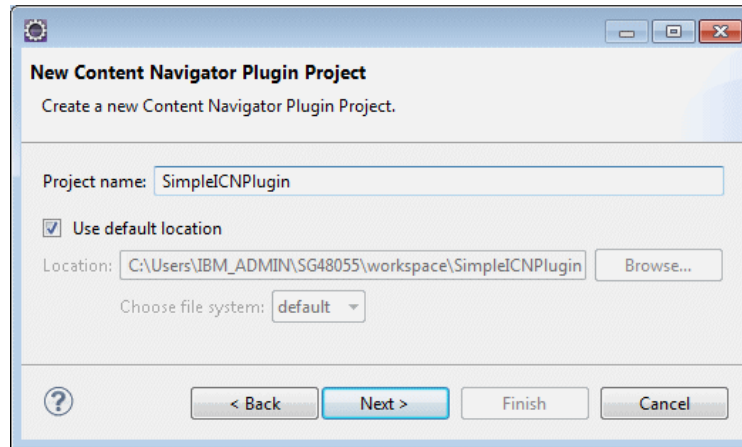 New Content Navigator Plugin Project
Create a new Content Navigator Plugin Project.
Project name: SimpleICNPlugin
Use default location
Location: C:\Users\IBM_ADMIN\SG48055\workspace\SimpleICNPlugin Browse...
Choose file system: default
? < Back Next > Finish Cancel